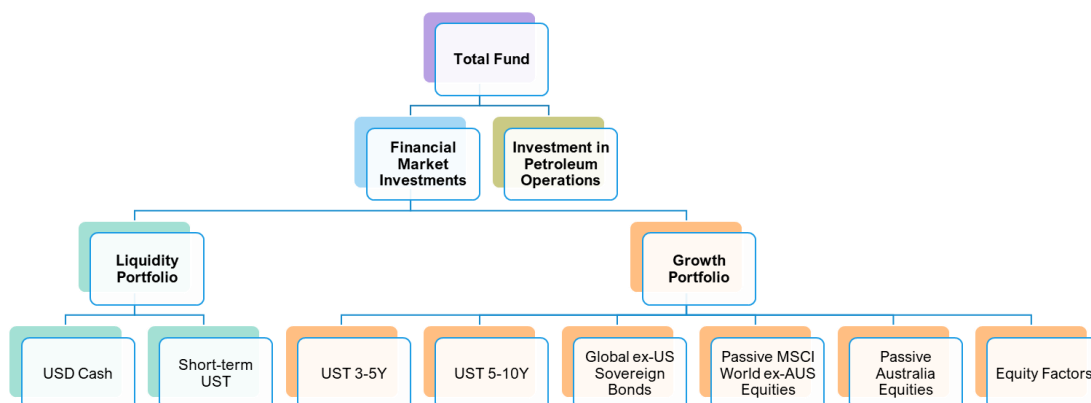 Total Fund
Financial
Market
Investments
Investment in
Petroleum
Operations
Liquidity
Portfolio
Growth
Portfolio
USD Cash
Short-term
UST
UST 3-5Y
UST 5-10Y
Global ex-US
Sovereign
Bonds
Passive MSCI
World ex-AUS
Equities
Passive
Australia
Equities
Equity Factors